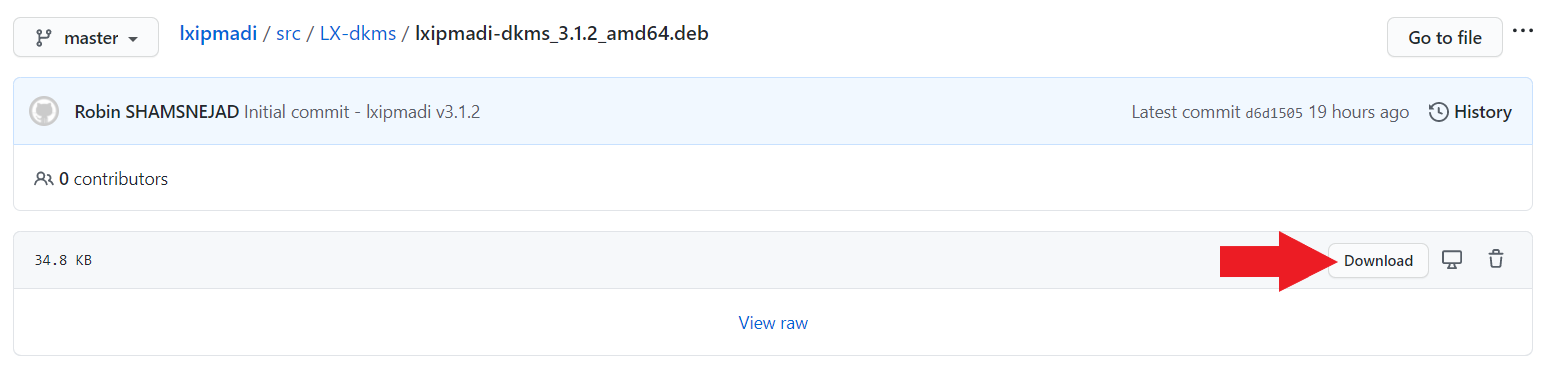 master
lxipmadi / src / LX-dkms / lxipmadi-dkms_3.1.2_amd64.deb
Go to file
Robin SHAMSNEJAD Initial commit - lxipmadi v3.1.2
Latest commit d6d1505 19 hours ago
History
0 contributors
34.8 KB
Download
View raw